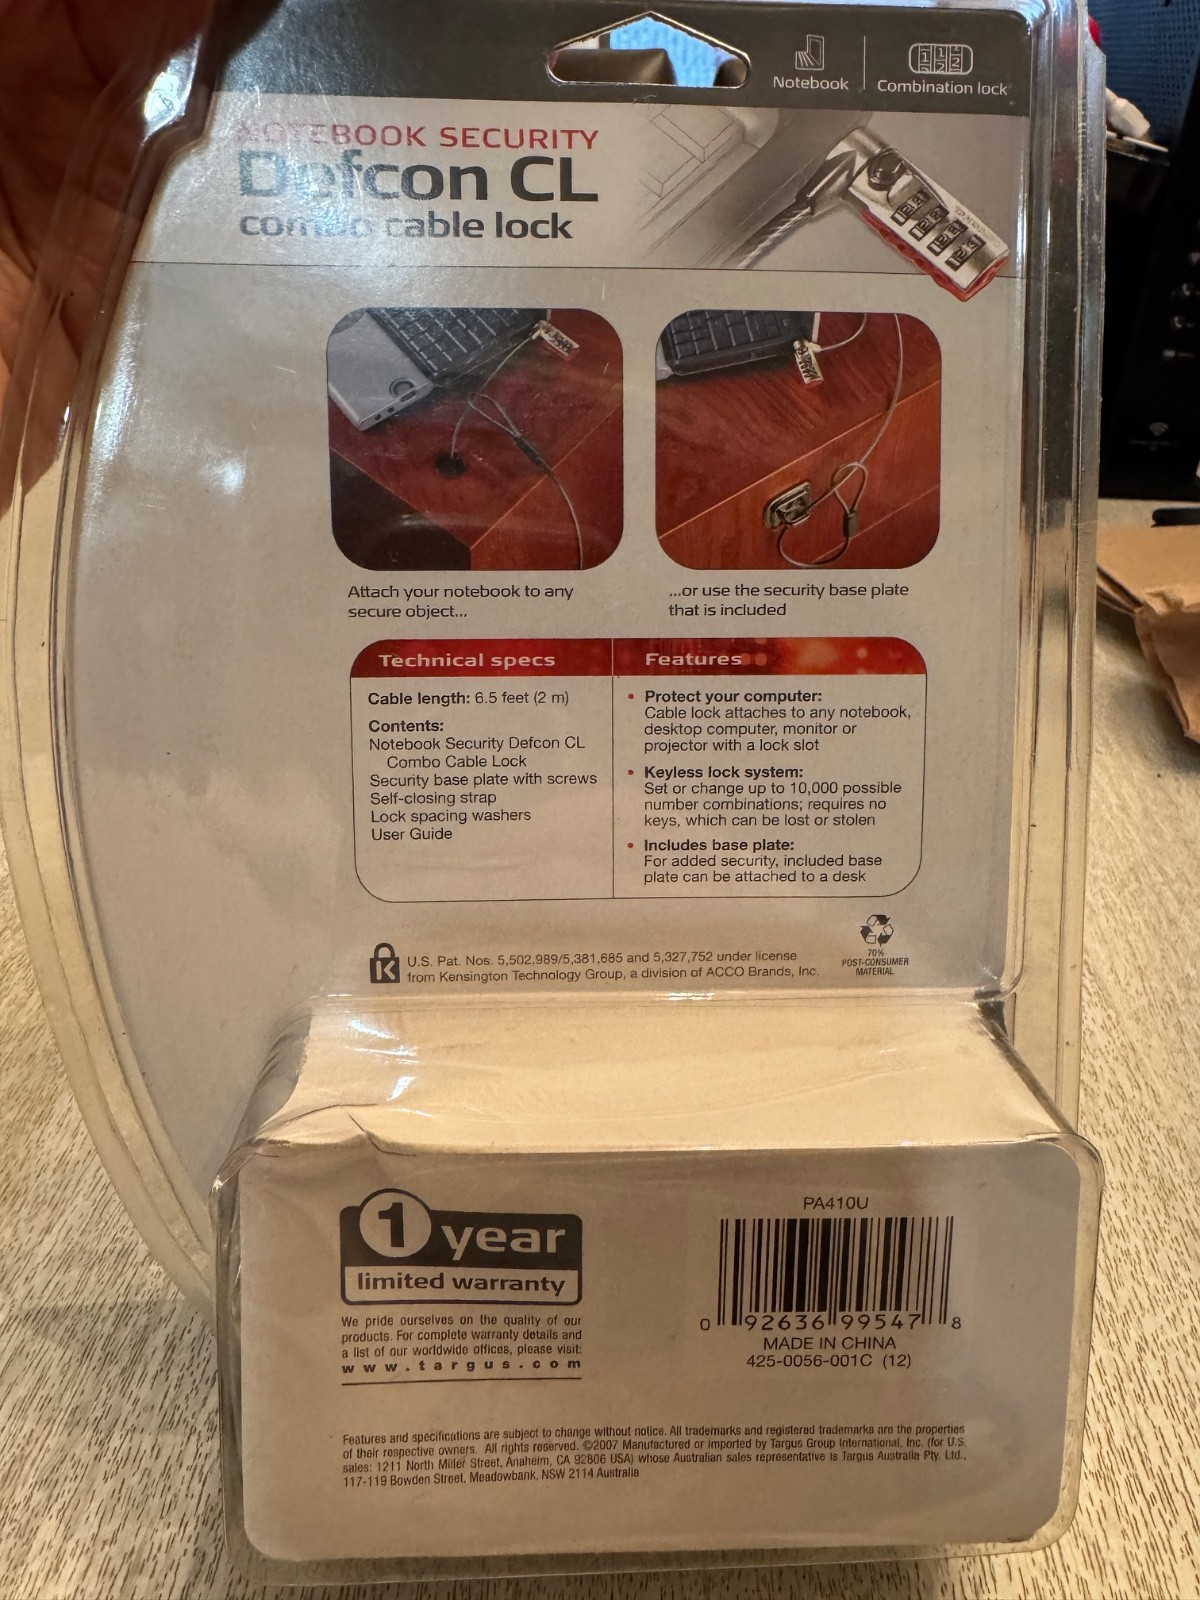 Notebook
Combination lock
NOTEBOOK SECURITY
Defcon CL
combo cable lock
Attach your notebook to any
secure object...
...or use the security base plate
that is included
Technical specs
Cable length: 6.5 feet (2 m)
Contents:
Notebook Security Defcon CL
Combo Cable Lock
Security base plate with screws
Self-closing strap
Lock spacing washers
User Guide
Features
• Protect your computer:
Cable lock attaches to any notebook,
desktop computer, monitor or
projector with a lock slot
• Keyless lock system:
Set or change up to 10,000 possible
number combinations; requires no
keys, which can be lost or stolen
• Includes base plate:
For added security, included base
plate can be attached to a desk
K
U.S. Pat. Nos. 5,502,989/5,381,685 and 5,327,752 under license
from Kensington Technology Group, a division of ACCO Brands, Inc.
70%
POST-CONSUMER
MATERIAL
1 year
limited warranty
We pride ourselves on the quality of our
products. For complete warranty details and
a list of our worldwide offices, please visit:
www.targus.com
PA410U
0 92636 99547 8
MADE IN CHINA
425-0056-001C (12)
Features and specifications are subject to change without notice. All trademarks and registered trademarks are the properties
of their respective owners. All rights reserved. ©2007 Manufactured or imported by Targus Group International, Inc. (for U.S.
sales: 1211 North Miller Street, Anaheim, CA 92806 USA) whose Australian sales representative is Targus Australia Pty. Ltd.,
117-119 Bowden Street, Meadowbank, NSW 2114 Australia